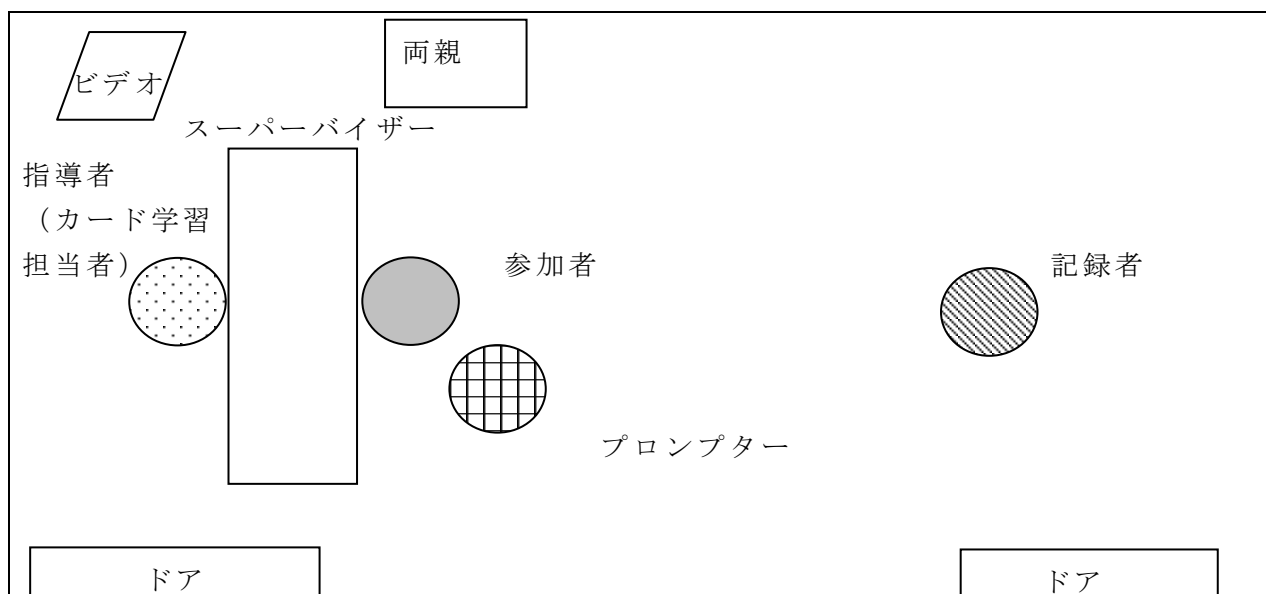 両親
ビデオ
スーパーバイザー
指導者
（カード学習
担当者）
参加者
記録者
プロンプター
ドア
ドア